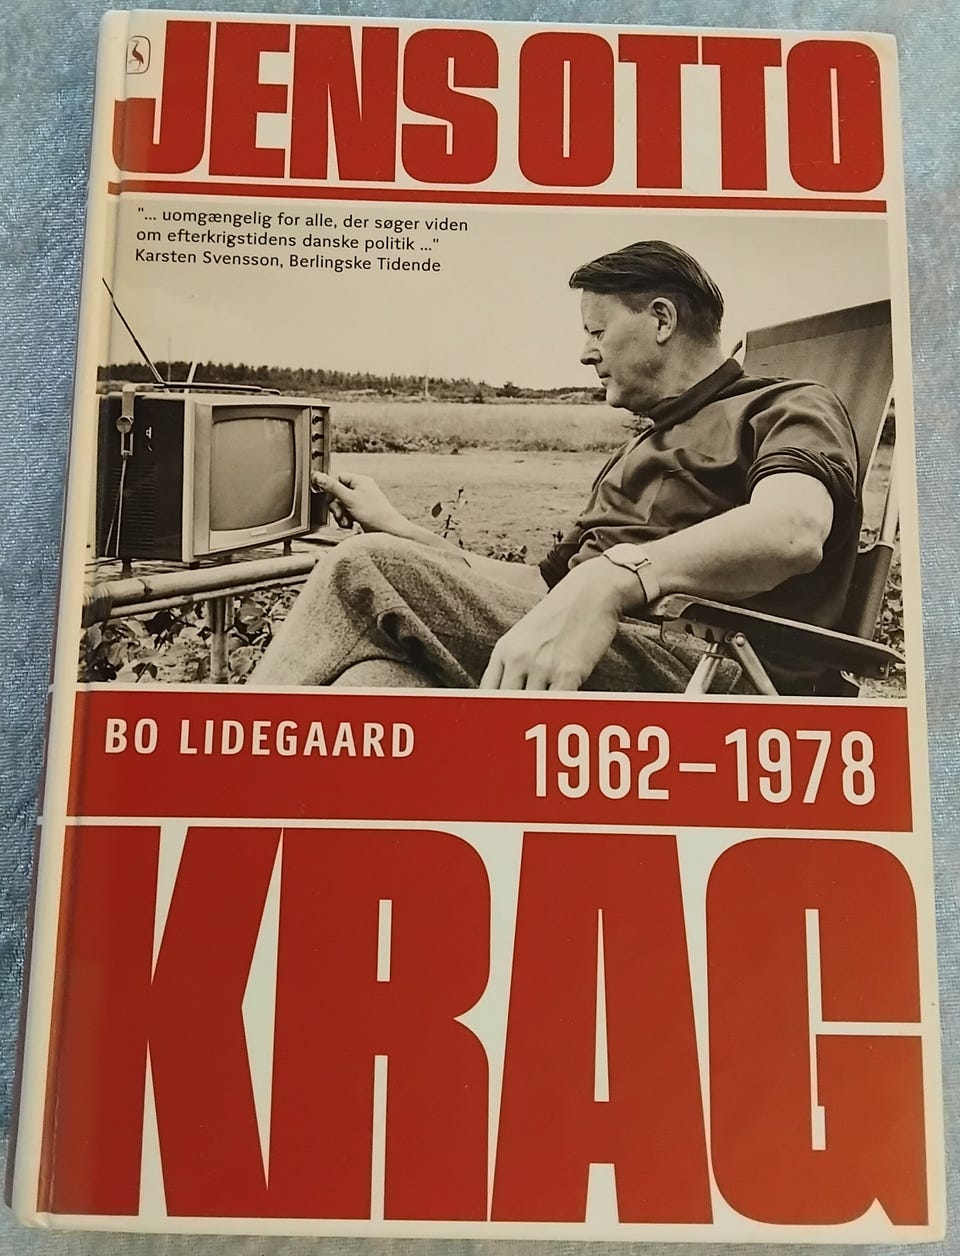 JENS OTTO
"... uomgængelig for alle, der søger viden
om efterkrigstidens danske politik ..."
Karsten Svensson, Berlingske Tidende
BO LIDEGAARD
1962–1978
KRAG